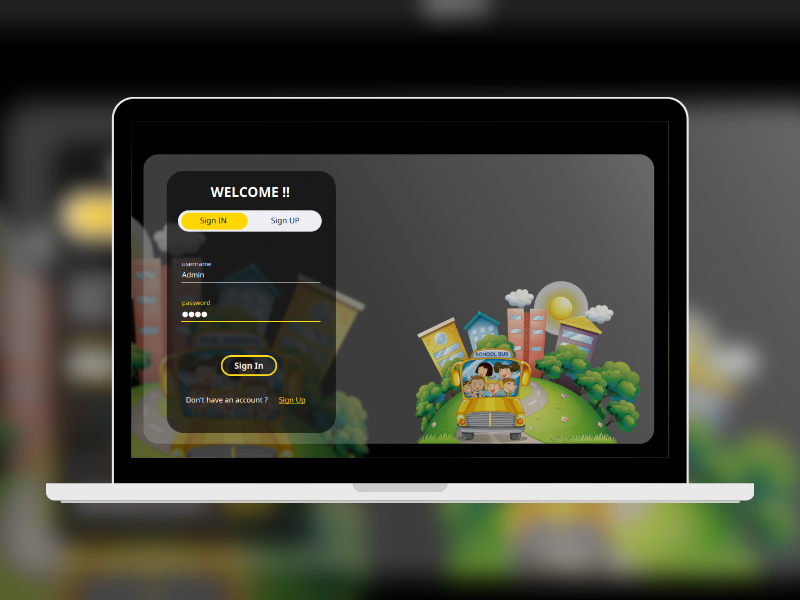 WELCOME !!
Sign IN Sign UP
username
Admin
password
Sign In
Don't have an account ? Sign Up
SCHOOL BUS